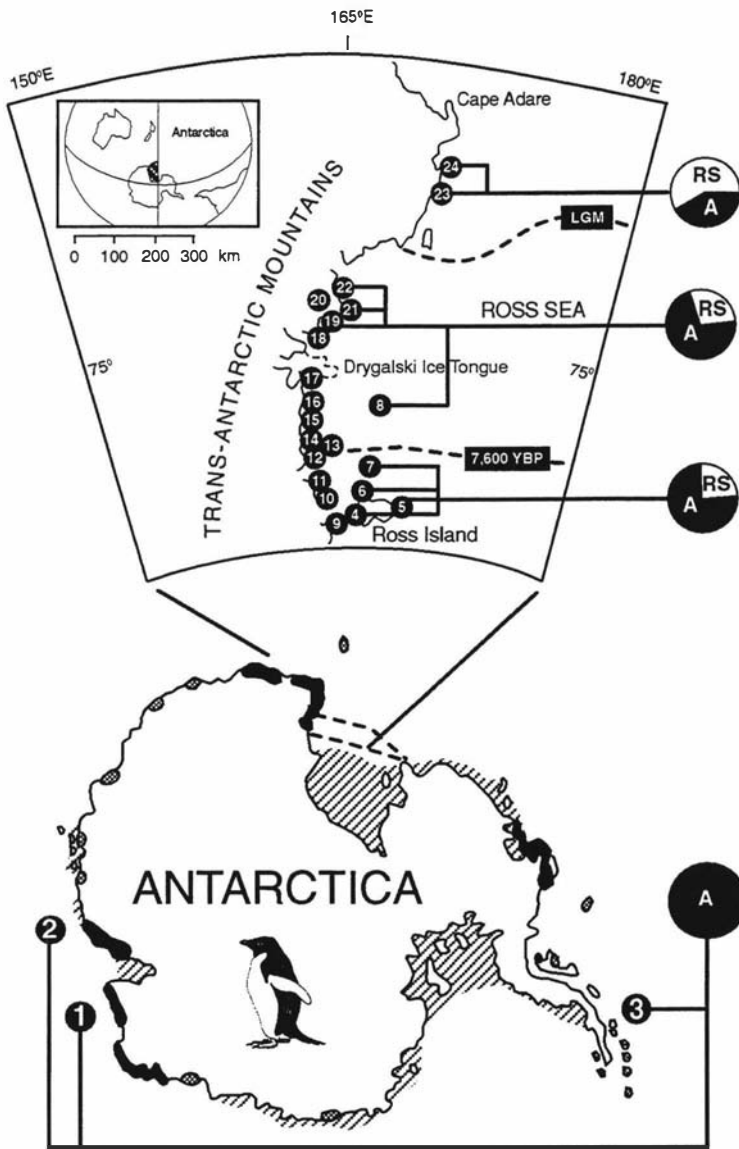 165ºE
150ºE
180ºE
Cape Adare
Antarctica
0 100 200 300 km
TRANS-ANTARCTIC MOUNTAINS
24
23
RS
A
LGM
22
20
21
19
18
ROSS SEA
RS
A
75º
Drygalski Ice Tongue
75º
17
16
8
15
14
13
12
7,600 YBP
7
11
6
10
5
4
9
RS
A
Ross Island
ANTARCTICA
A
2
1
3